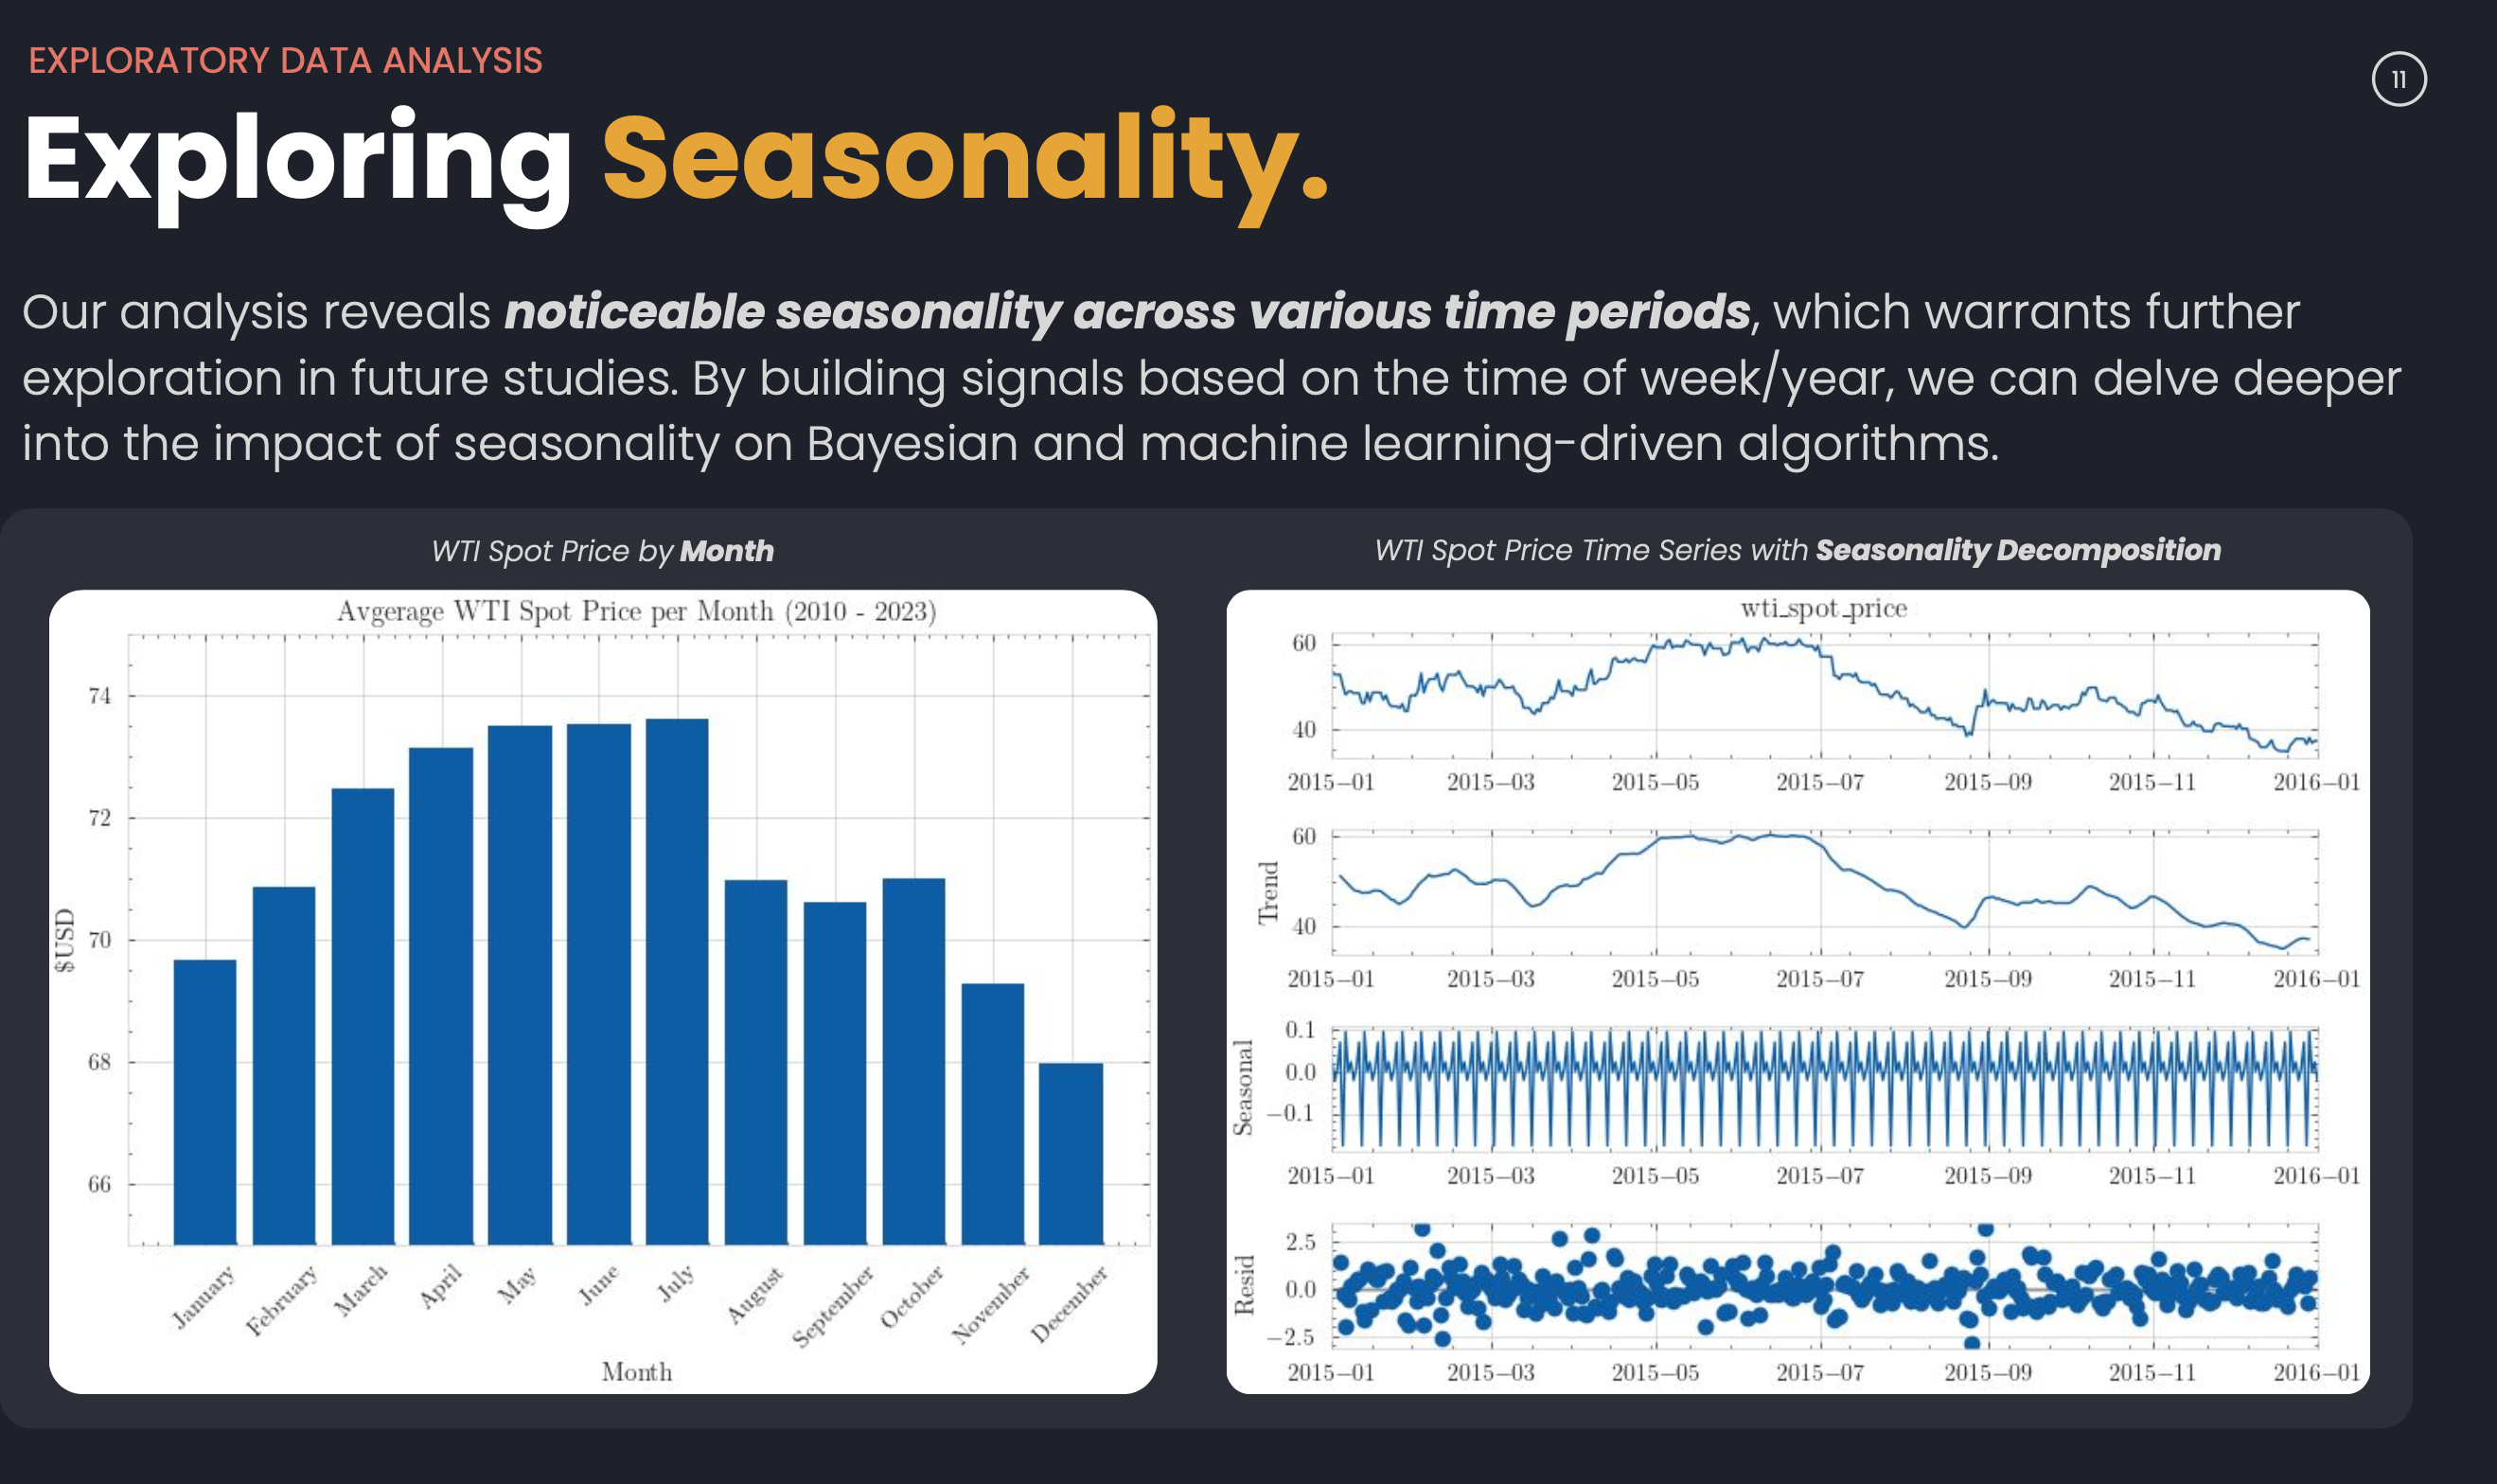 EXPLORATORY DATA ANALYSIS
11
Exploring Seasonality.
Our analysis reveals noticeable seasonality across various time periods, which warrants further
exploration in future studies. By building signals based on the time of week/year, we can delve deeper
into the impact of seasonality on Bayesian and machine learning-driven algorithms.
WTI Spot Price by Month
Avgerage WTI Spot Price per Month (2010 - 2023)
74
72
70
68
66
$USD
January
February
March
April
May
June
July
August
September
October
November
December
Month
WTI Spot Price Time Series with Seasonality Decomposition
wti_spot_price
60
40
2015–01 2015–03 2015–05 2015–07 2015–09 2015–11 2016–01
Trend
60
40
2015–01 2015–03 2015–05 2015–07 2015–09 2015–11 2016–01
Seasonal
0.1
0.0
−0.1
2015–01 2015–03 2015–05 2015–07 2015–09 2015–11 2016–01
Resid
2.5
0.0
−2.5
2015–01 2015–03 2015–05 2015–07 2015–09 2015–11 2016–01